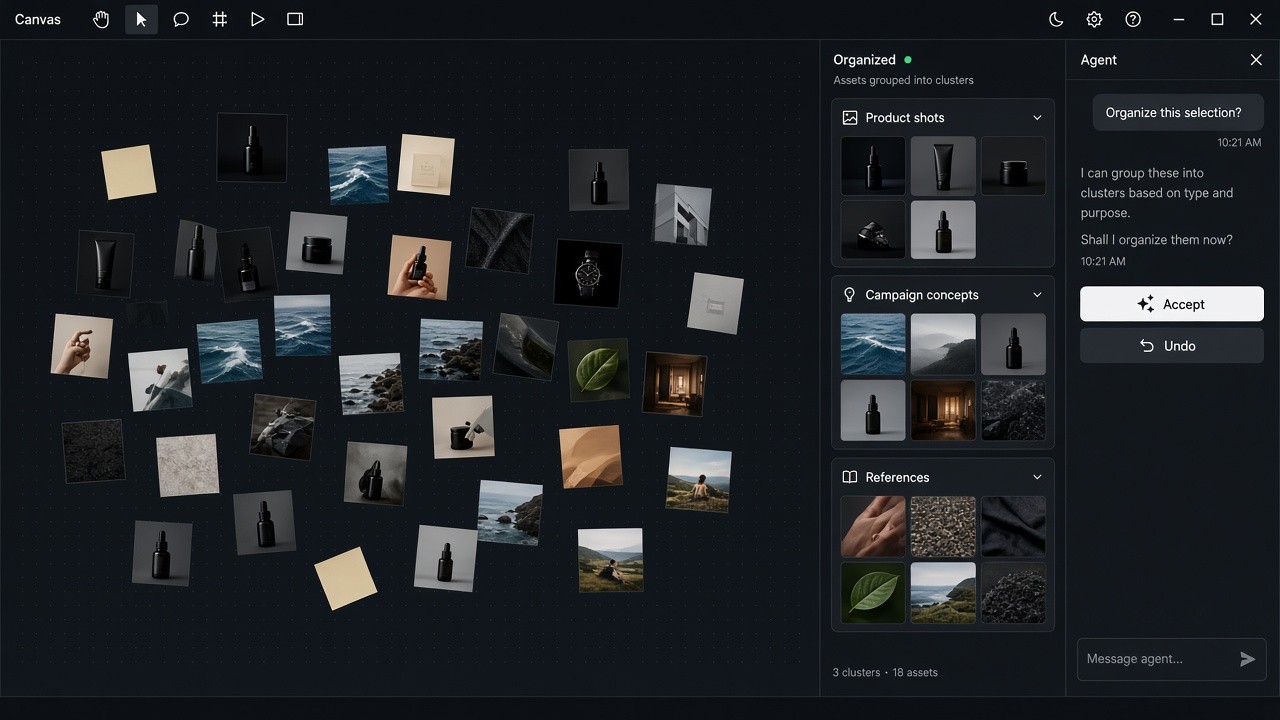 Canvas
Organized
Assets grouped into clusters
Product shots
Campaign concepts
References
3 clusters • 18 assets
Agent
Organize this selection?
10:21 AM
I can group these into
clusters based on type and
purpose.
Shall I organize them now?
10:21 AM
Accept
Undo
Message agent...